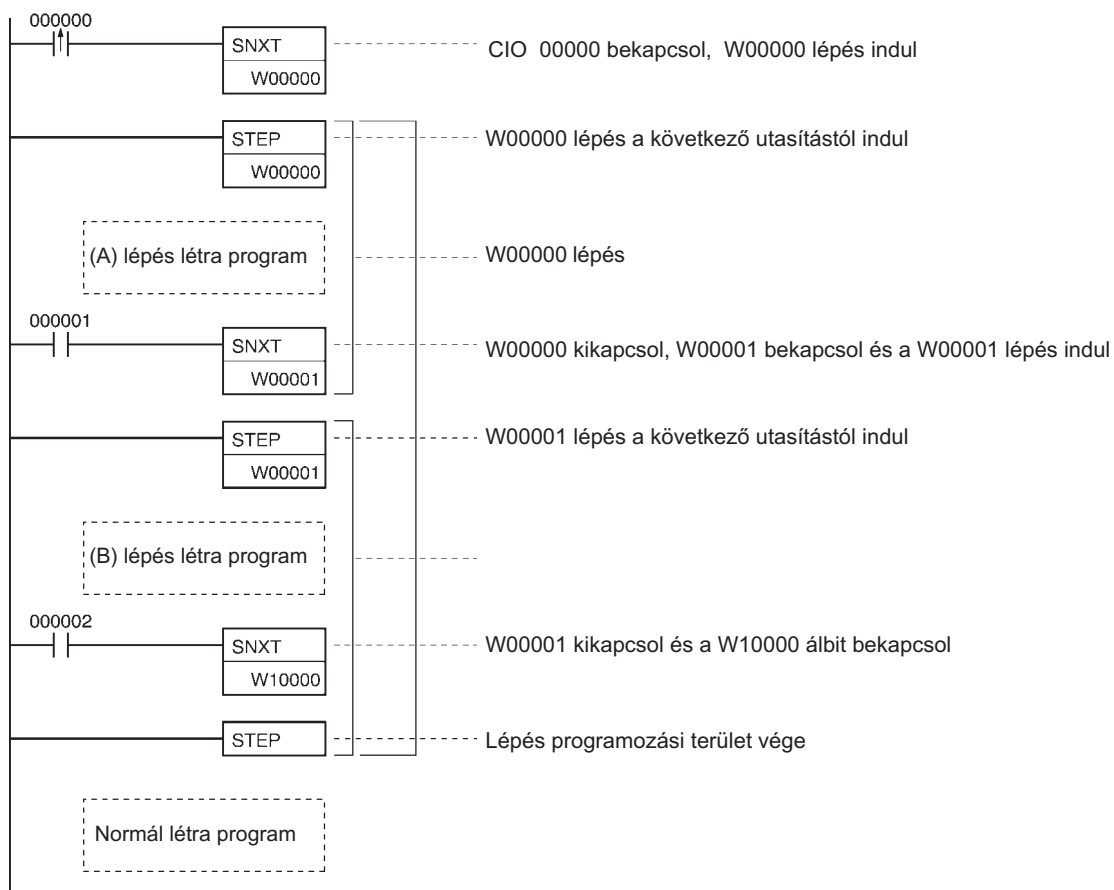 000000
SNXT
W00000
CIO 00000 bekapcsol, W00000 lépés indul
STEP
W00000
W00000 lépés a következő utasítástól indul
(A) lépés létra program
W00000 lépés
000001
SNXT
W00001
W00000 kikapcsol, W00001 bekapcsol és a W00001 lépés indul
STEP
W00001
W00001 lépés a következő utasítástól indul
(B) lépés létra program
000002
SNXT
W10000
W00001 kikapcsol és a W10000 álbit bekapcsol
STEP
Lépés programozási terület vége
Normál létra program